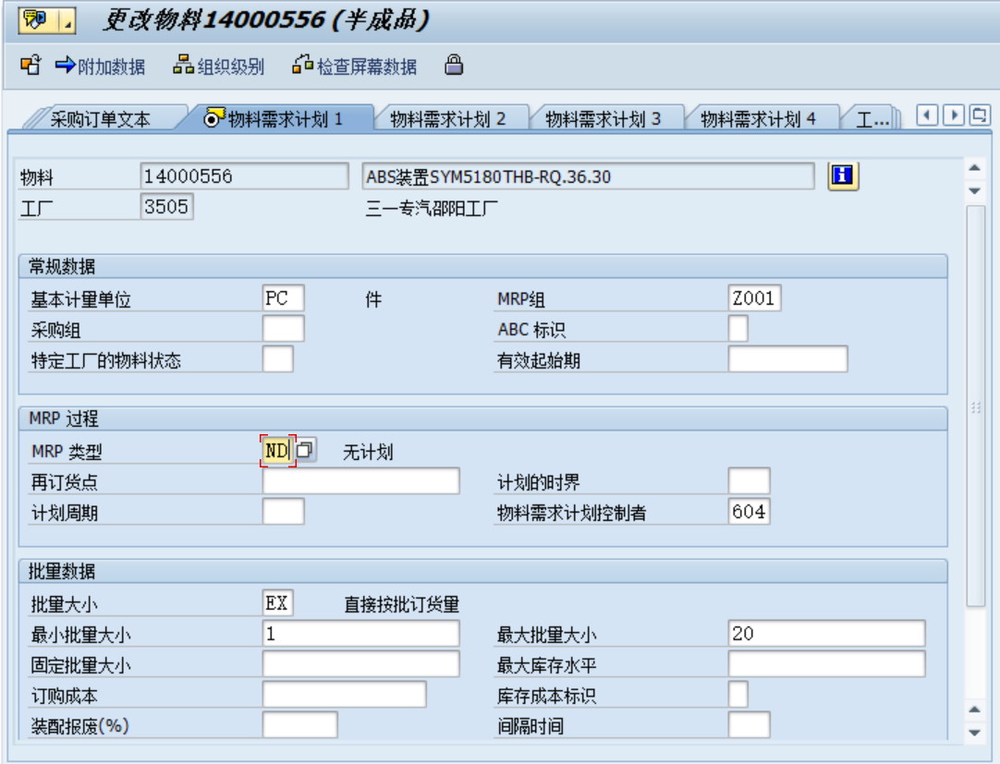 更改物料14000556 (半成品)
附加数据 组织级别 检查屏幕数据
采购订单文本 物料需求计划 1 物料需求计划 2 物料需求计划 3 物料需求计划 4 工...
物料 14000556 ABS装置SYM5180THB-RQ.36.30
工厂 3505 三一专汽邵阳工厂
常规数据
基本计量单位 PC 件 MRP组 Z001
采购组 ABC 标识
特定工厂的物料状态 有效起始期
MRP 过程
MRP 类型 ND 无计划
再订货点 计划的时界
计划周期 物料需求计划控制者 604
批量数据
批量大小 EX 直接按批订货量
最小批量大小 1 最大批量大小 20
固定批量大小 最大库存水平
订购成本 库存成本标识
装配报废(%) 间隔时间